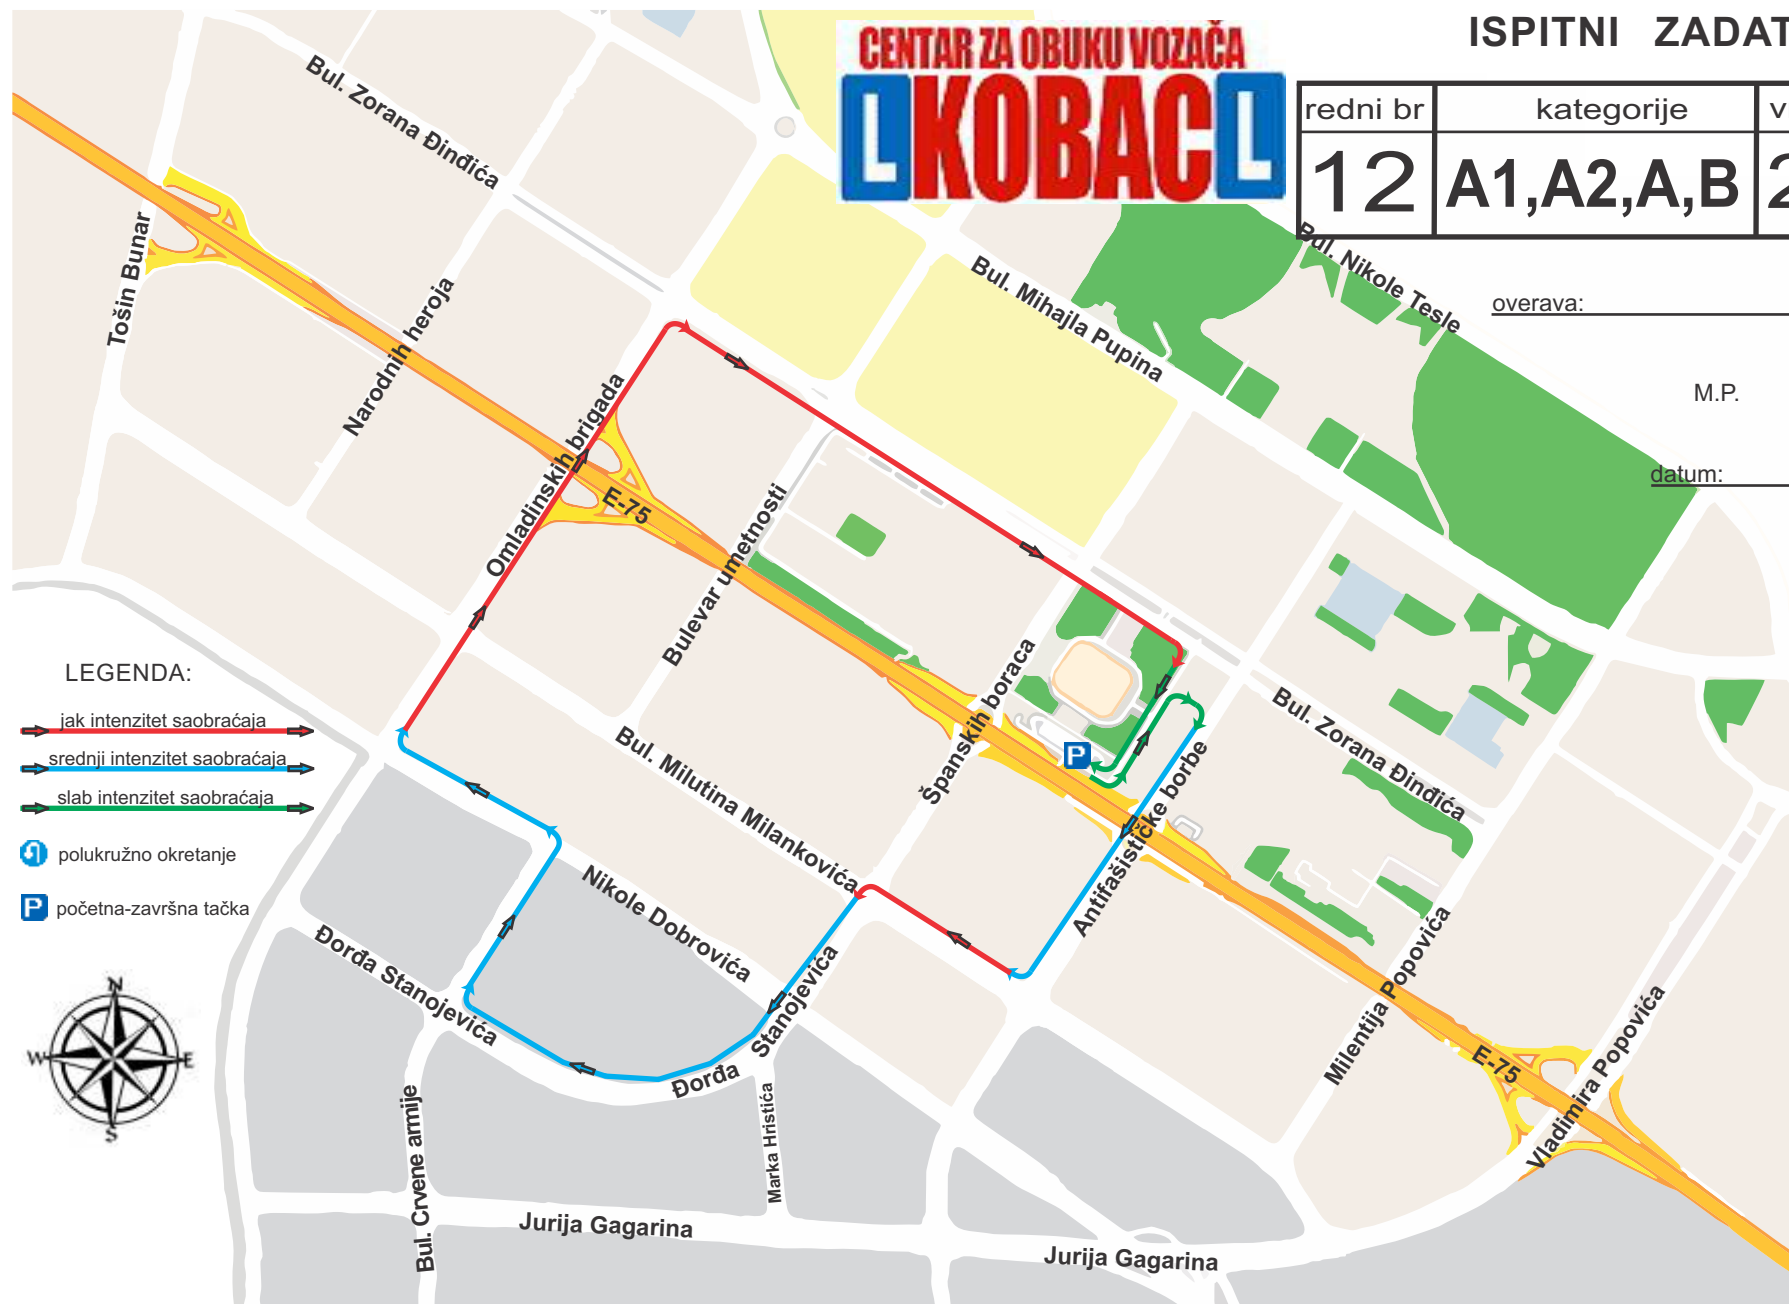 CENTAR ZA OBUKU VOZAČA
L KOBAC L
ISPITNI ZADAT
redni br
kategorije
v
12
A1,A2,A,B
2
overava:
M.P.
datum:
Bul. Zorana Đinđića
Tošin Bunar
Narodnih heroja
Omladinskih brigada
E-75
Bulevar umetnosti
Bul. Mihajla Pupina
Bul. Nikole Tesle
Španskih boraca
P
Bul. Zorana Đinđića
Antifašističke borbe
Bul. Milutina Milankovića
Nikole Dobrovića
Đorđa Stanojevića
Đorđa
Stanojevića
Marka Hristića
Bul. Crvene armije
Jurija Gagarina
Jurija Gagarina
Milentija Popovića
Vladimira Popovića
E-75
LEGENDA:
jak intenzitet saobraćaja
srednji intenzitet saobraćaja
slab intenzitet saobraćaja
polukružno okretanje
P početna-završna tačka
N
W
E
S